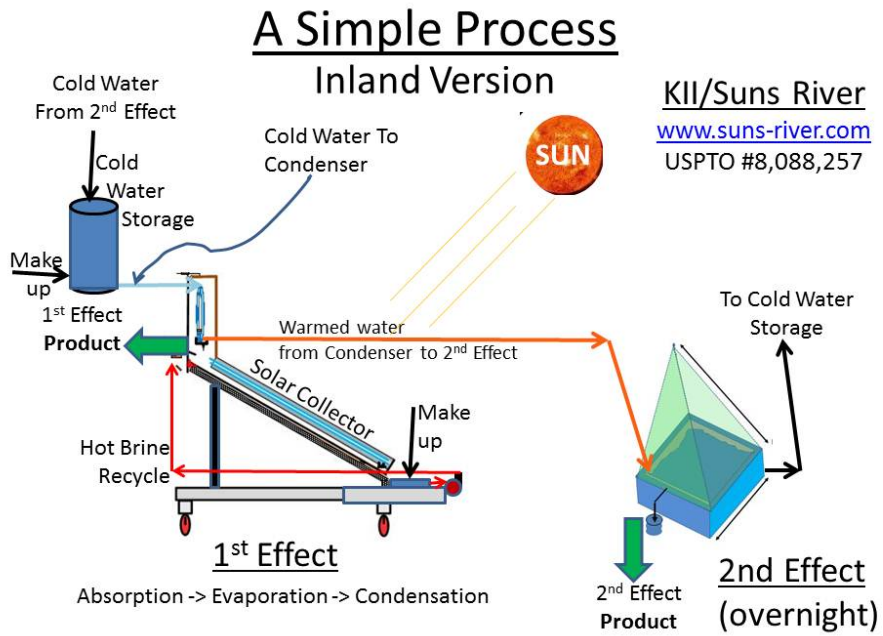 A Simple Process
Inland Version
KII/Suns River
www.suns-river.com
USPTO #8,088,257
Cold Water
From 2nd Effect
Cold Water To
Condenser
SUN
Cold
Water
Storage
Make
up
1st Effect
Product
Warmed water
from Condenser to 2nd Effect
To Cold Water
Storage
Solar Collector
Make
up
Hot Brine
Recycle
1st Effect
Absorption -> Evaporation -> Condensation
2nd Effect
Product
2nd Effect
(overnight)